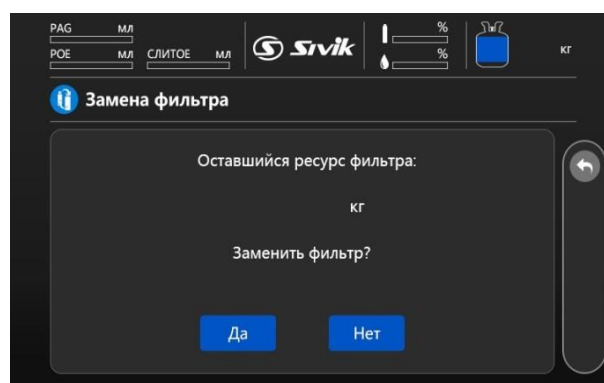 PAG мл
POE мл СЛИТОЕ мл
Sivik
%
%
кг
Замена фильтра
Оставшийся ресурс фильтра:
кг
Заменить фильтр?
Да Нет